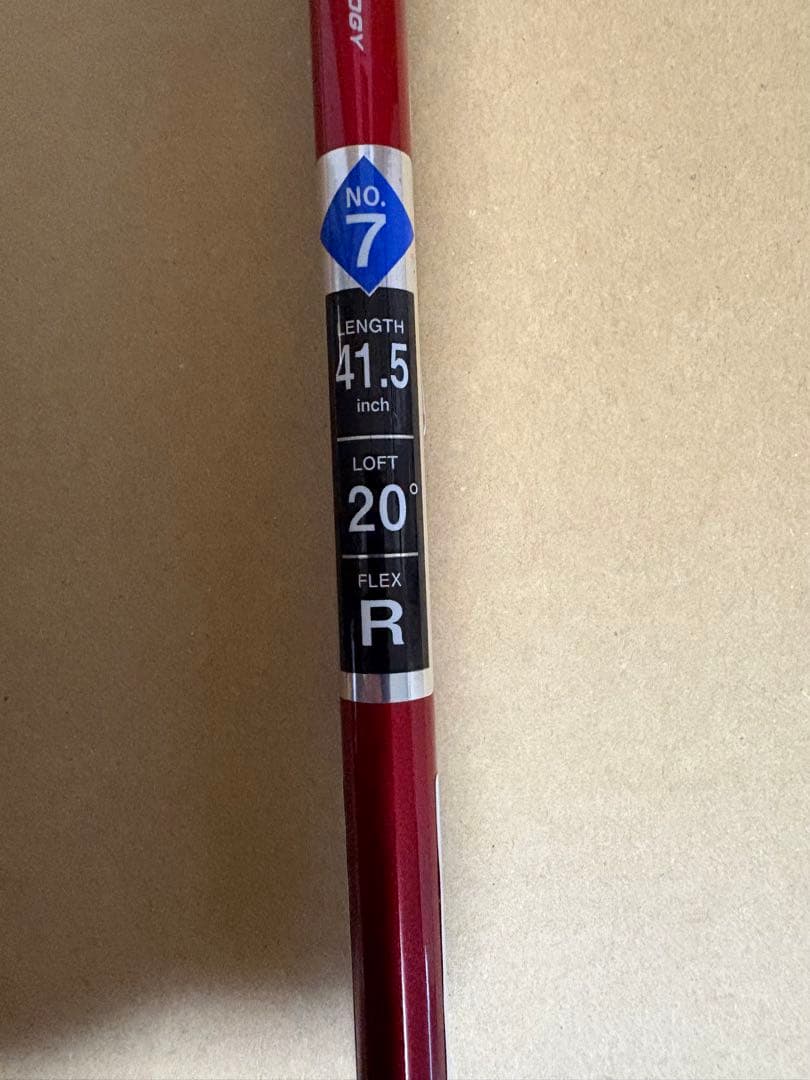 NO.
7
LENGTH
41.5
inch
LOFT
20°
FLEX
R